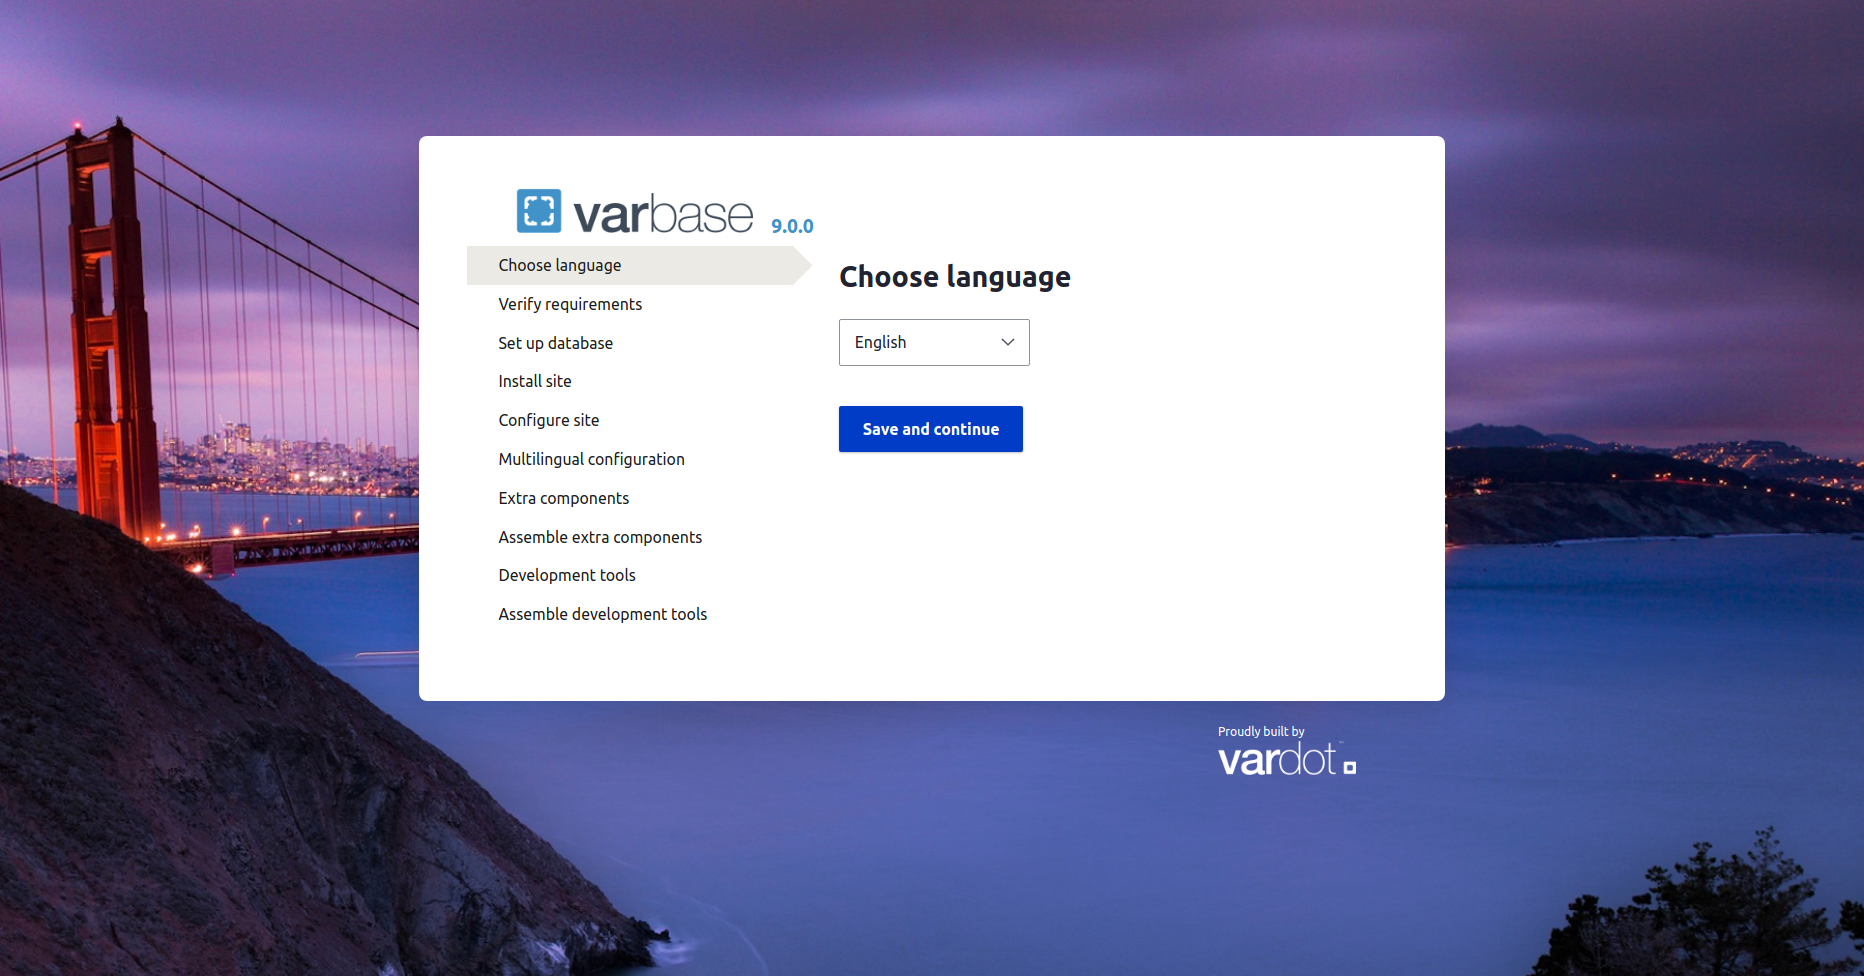 varbase 9.0.0
Choose language
Verify requirements
Set up database
Install site
Configure site
Multilingual configuration
Extra components
Assemble extra components
Development tools
Assemble development tools
Choose language
English
Save and continue
Proudly built by
vardot